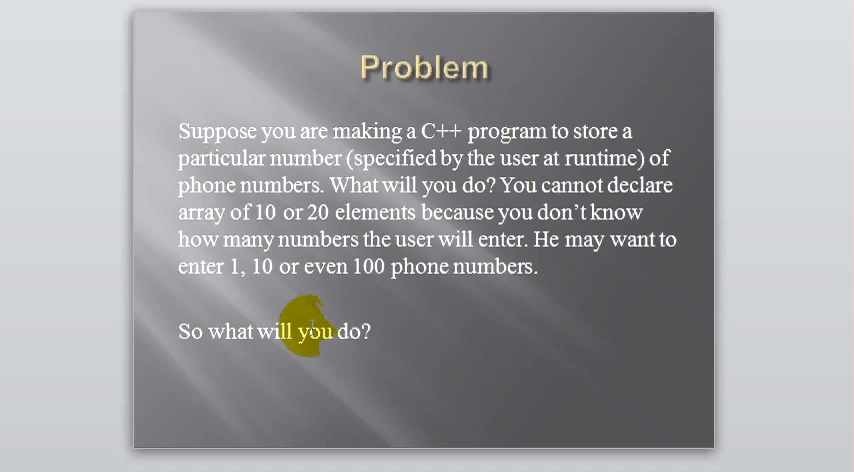 Problem
Suppose you are making a C++ program to store a
particular number (specified by the user at runtime) of
phone numbers. What will you do? You cannot declare
array of 10 or 20 elements because you don’t know
how many numbers the user will enter. He may want to
enter 1, 10 or even 100 phone numbers.
So what will you do?